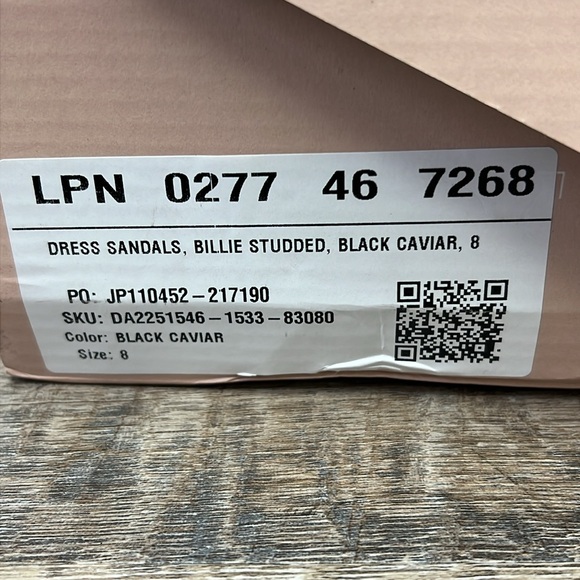 LPN 0277 46 7268
DRESS SANDALS, BILLIE STUDDED, BLACK CAVIAR, 8
PO: JP110452-217190
SKU: DA2251546-1533-83080
Color: BLACK CAVIAR
Size: 8